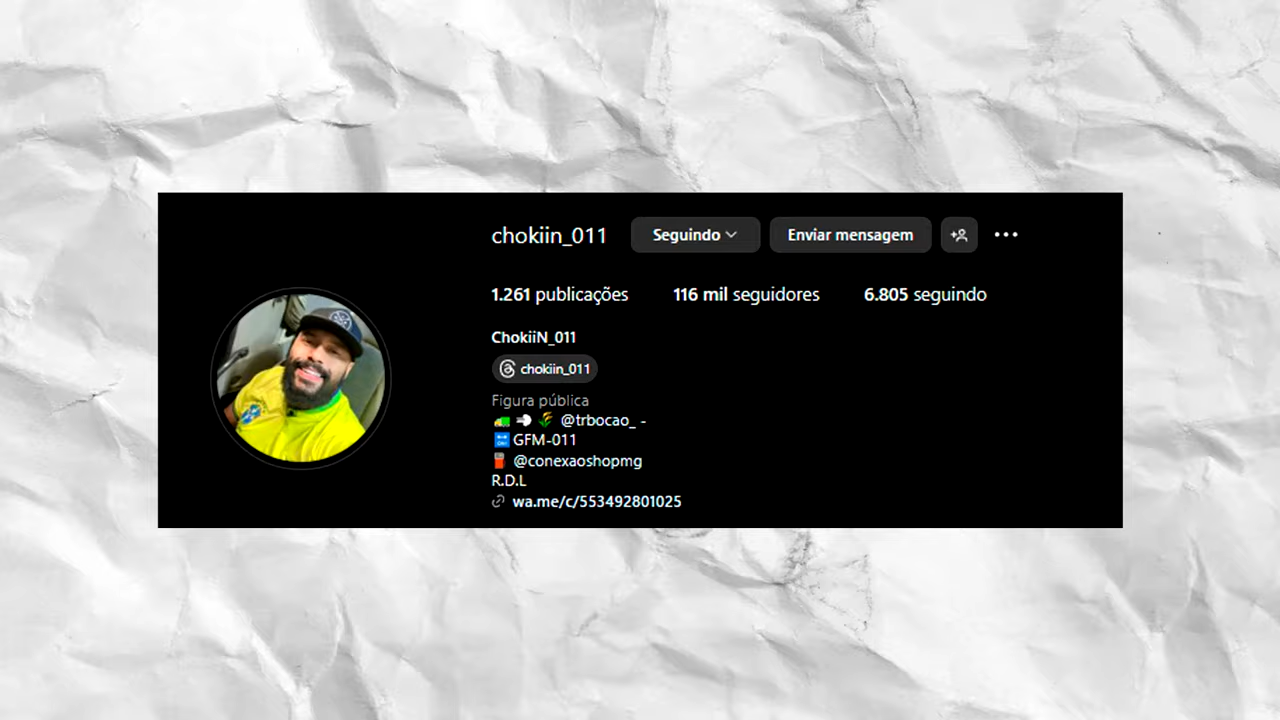 chokiin_011 Seguindo Enviar mensagem
1.261 publicações 116 mil seguidores 6.805 seguindo
ChokiiN_011
chokiin_011
Figura pública
🚛💨🌾 @trbocao_ -
GFM-011
@conexaoshopmg
R.D.L
wa.me/c/553492801025